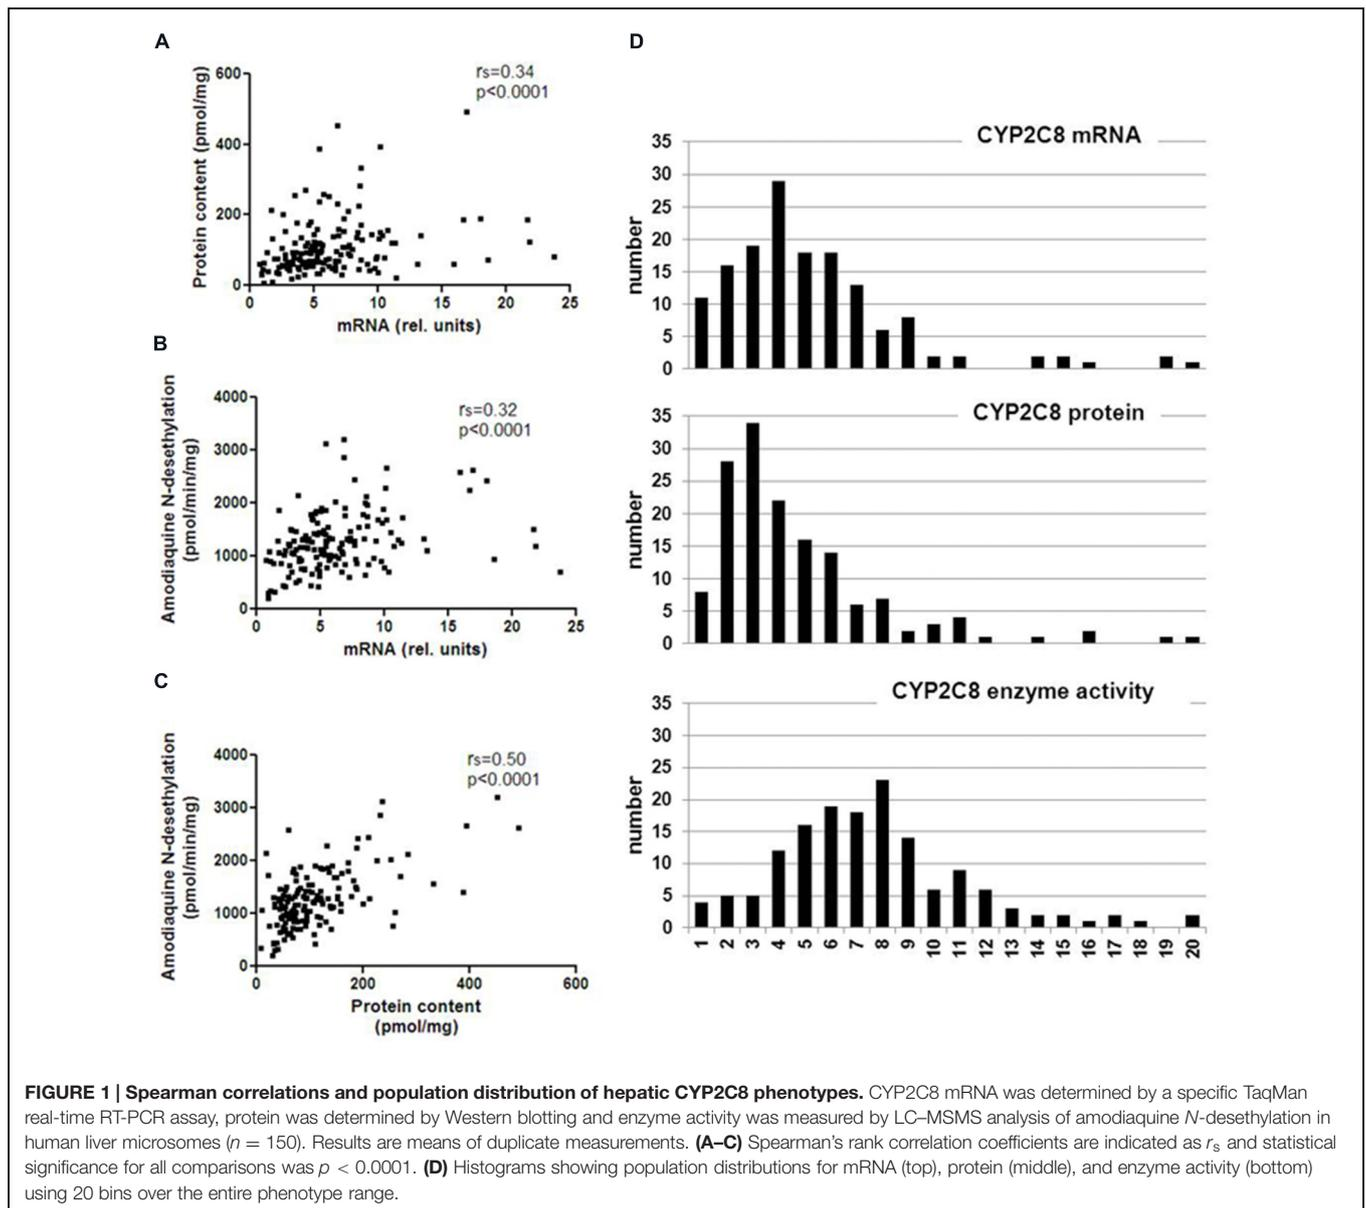 A
Protein content (pmol/mg)
600
400
200
0
0 5 10 15 20 25
mRNA (rel. units)
rs=0.34
p<0.0001
B
Amodiaquine N-desethylation
(pmol/min/mg)
4000
3000
2000
1000
0
0 5 10 15 20 25
mRNA (rel. units)
rs=0.32
p<0.0001
C
Amodiaquine N-desethylation
(pmol/min/mg)
4000
3000
2000
1000
0
0 200 400 600
Protein content
(pmol/mg)
rs=0.50
p<0.0001
D
CYP2C8 mRNA
number
35
30
25
20
15
10
5
0
CYP2C8 protein
number
35
30
25
20
15
10
5
0
CYP2C8 enzyme activity
number
35
30
25
20
15
10
5
0
1 2 3 4 5 6 7 8 9 10 11 12 13 14 15 16 17 18 19 20
FIGURE 1 | Spearman correlations and population distribution of hepatic CYP2C8 phenotypes. CYP2C8 mRNA was determined by a specific TaqMan
real-time RT-PCR assay, protein was determined by Western blotting and enzyme activity was measured by LC–MSMS analysis of amodiaquine N-desethylation in
human liver microsomes (n = 150). Results are means of duplicate measurements. (A–C) Spearman's rank correlation coefficients are indicated as rs and statistical
significance for all comparisons was p < 0.0001. (D) Histograms showing population distributions for mRNA (top), protein (middle), and enzyme activity (bottom)
using 20 bins over the entire phenotype range.